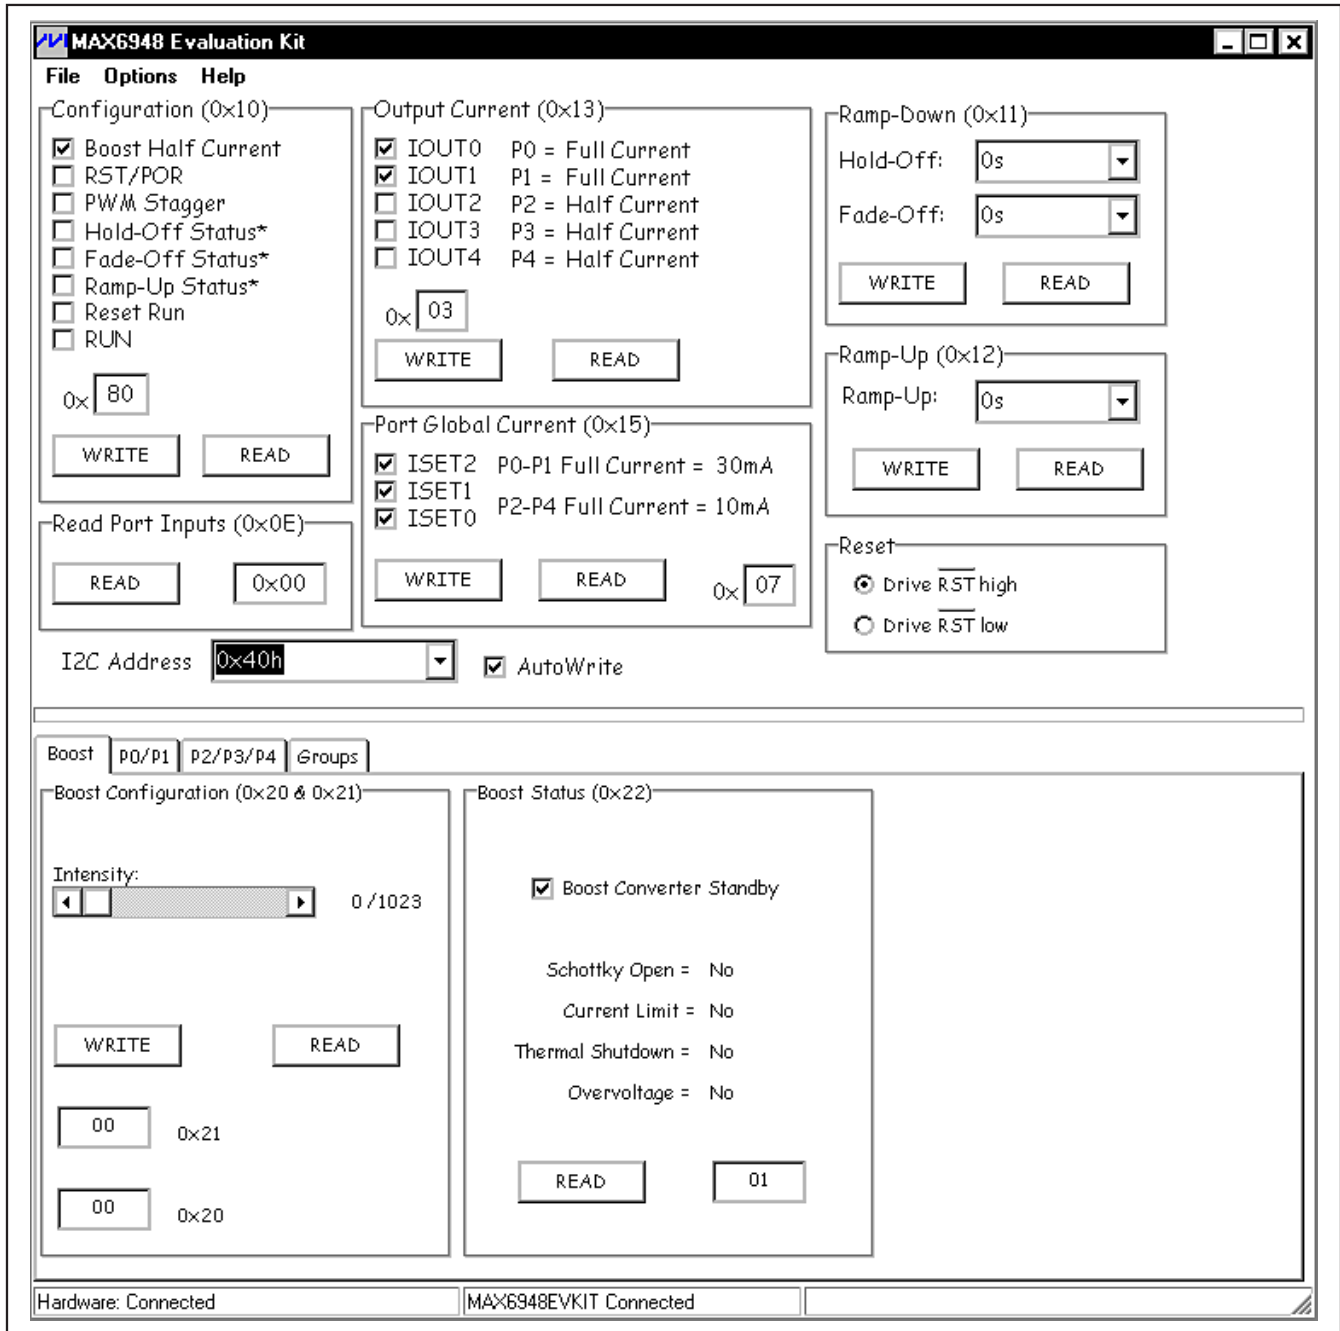 MAX6948 Evaluation Kit
File Options Help
Configuration (0x10)
Boost Half Current
RST/POR
PWM Stagger
Hold-Off Status*
Fade-Off Status*
Ramp-Up Status*
Reset Run
RUN
0x 80
WRITE READ
Read Port Inputs (0x0E)
READ 0x00
Output Current (0x13)
IOUT0 P0 = Full Current
IOUT1 P1 = Full Current
IOUT2 P2 = Half Current
IOUT3 P3 = Half Current
IOUT4 P4 = Half Current
0x 03
WRITE READ
Port Global Current (0x15)
ISET2 P0-P1 Full Current = 30mA
ISET1
P2-P4 Full Current = 10mA
ISET0
WRITE READ 0x 07
Ramp-Down (0x11)
Hold-Off: 0s
Fade-Off: 0s
WRITE READ
Ramp-Up (0x12)
Ramp-Up: 0s
WRITE READ
Reset
Drive RST high
Drive RST low
I2C Address 0x40h AutoWrite
Boost P0/P1 P2/P3/P4 Groups
Boost Configuration (0x20 & 0x21)
Intensity:
0 /1023
WRITE READ
00 0x21
00 0x20
Boost Status (0x22)
Boost Converter Standby
Schottky Open = No
Current Limit = No
Thermal Shutdown = No
Overvoltage = No
READ 01
Hardware: Connected MAX6948EVKIT Connected